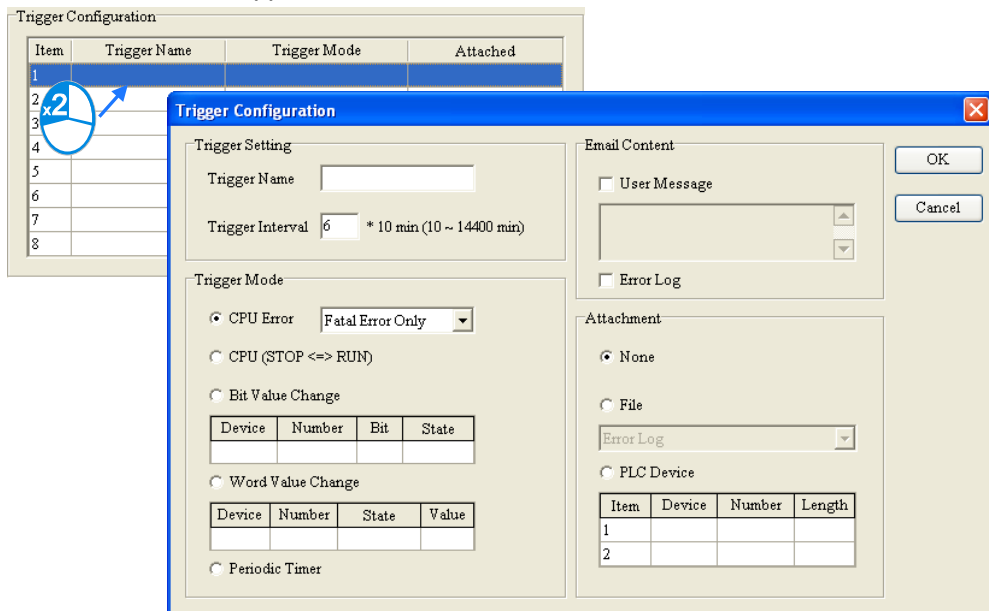 Trigger Configuration
Item Trigger Name Trigger Mode Attached
1
2
3
4
5
6
7
8
x2
Trigger Configuration
Trigger Setting
Trigger Name
Trigger Interval 6 * 10 min (10 ~ 14400 min)
Trigger Mode
CPU Error Fatal Error Only
CPU (STOP <=> RUN)
Bit Value Change
Device Number Bit State
Word Value Change
Device Number State Value
Periodic Timer
Email Content
User Message
Error Log
Attachment
None
File
Error Log
PLC Device
Item Device Number Length
1
2
OK
Cancel